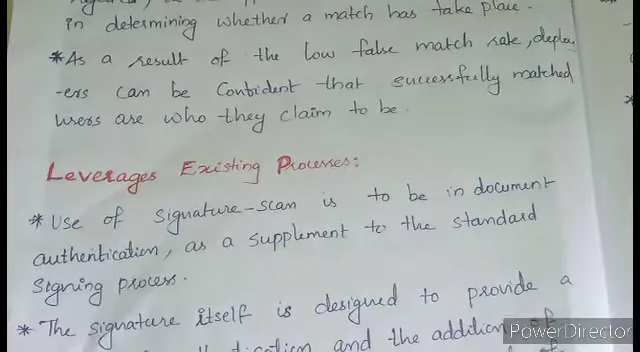 in determining whether a match has take place.
* As a result of the low false match rate, deploy
-ers can be Confident that successfully matched
users are who they claim to be.
Leverages Existing Processes:
* Use of signature-scan is to be in document
authentication, as a supplement to the standard
signing process.
* The signature itself is designed to provide a
and the addition of
PowerDirector